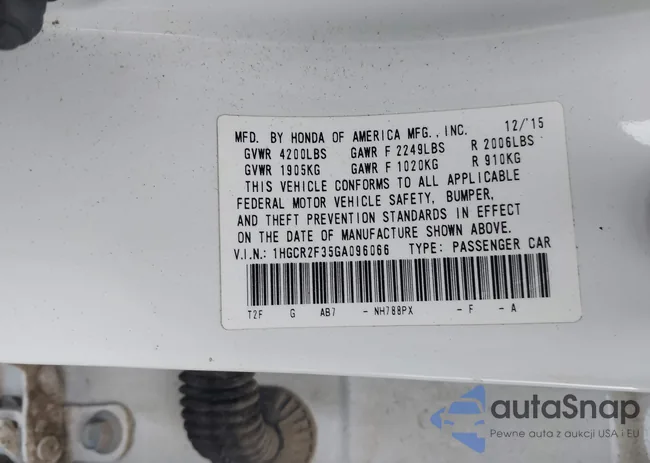 MFD. BY HONDA OF AMERICA MFG., INC. 12/'15
GVWR 4200LBS GAWR F 2249LBS R 2006LBS
GVWR 1905KG GAWR F 1020KG R 910KG
THIS VEHICLE CONFORMS TO ALL APPLICABLE
FEDERAL MOTOR VEHICLE SAFETY, BUMPER,
AND THEFT PREVENTION STANDARDS IN EFFECT
ON THE DATE OF MANUFACTURE SHOWN ABOVE.
V.I.N.: 1HGCR2F35GA096066 TYPE: PASSENGER CAR
T2F G AB7 - NH788PX - F - A
autaSnap
Pewne auta z aukcji USA i EU